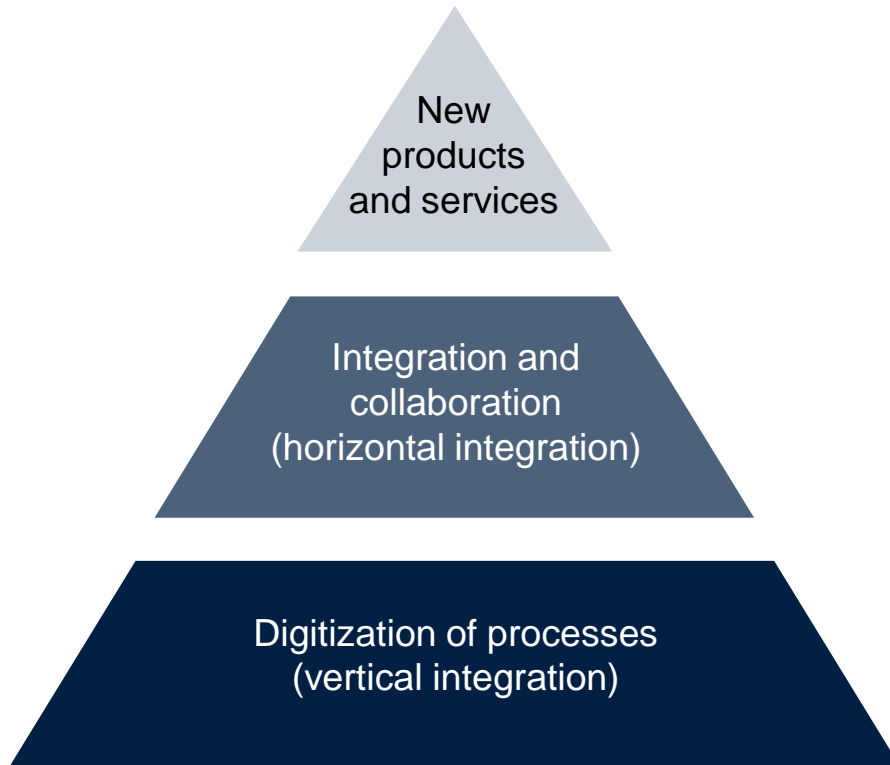 New
products
and services
Integration and
collaboration
(horizontal integration)
Digitization of processes
(vertical integration)